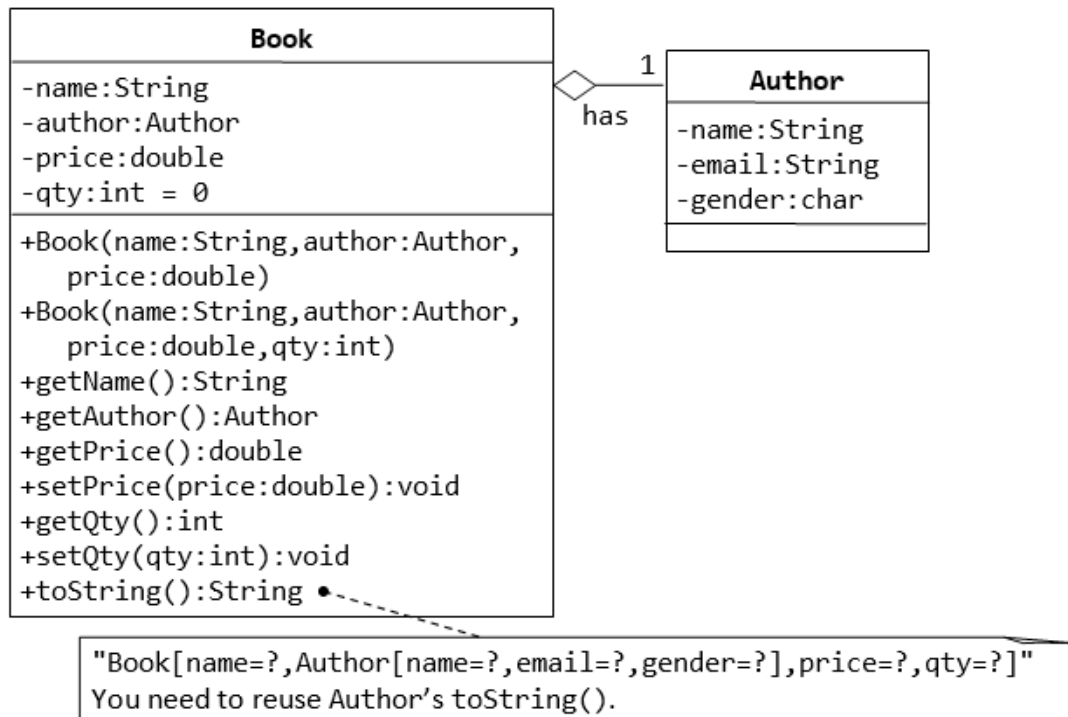 Book
-name:String
-author:Author
-price:double
-qty:int = 0
+Book(name:String,author:Author,
price:double)
+Book(name:String,author:Author,
price:double,qty:int)
+getName():String
+getAuthor():Author
+getPrice():double
+setPrice(price:double):void
+getQty():int
+setQty(qty:int):void
+toString():String
1
has
Author
-name:String
-email:String
-gender:char
"Book[name=?,Author[name=?,email=?,gender=?],price=?,qty=?]"
You need to reuse Author’s toString().